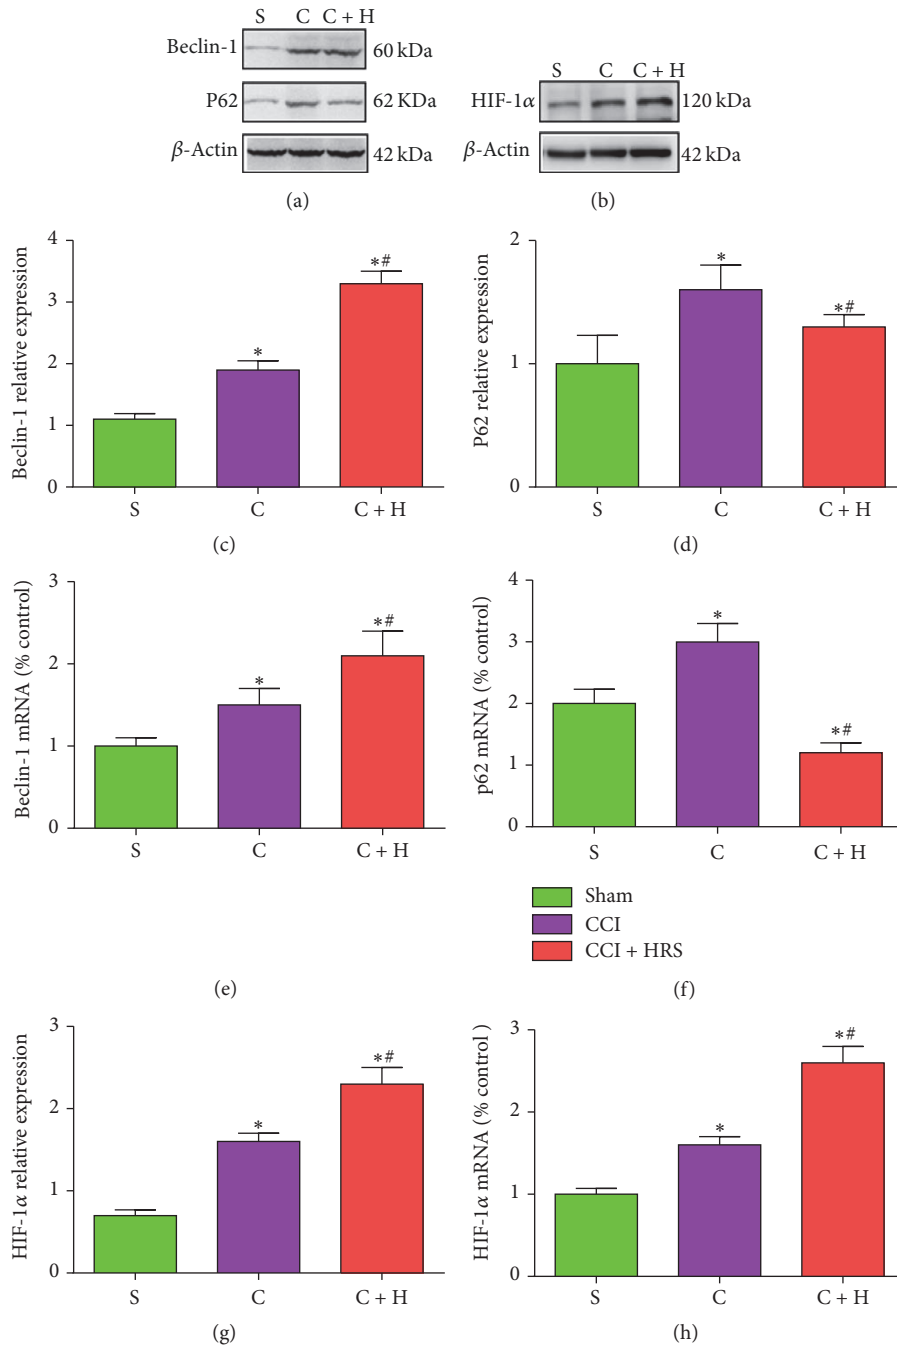 S C C + H
Beclin-1 60 kDa
P62 62 KDa
β-Actin 42 kDa
(a)
S C C + H
HIF-1α 120 kDa
β-Actin 42 kDa
(b)
Beclin-1 relative expression
4
3
2
1
0
*
*#
S C C + H
(c)
P62 relative expression
2
1
0
*
*#
S C C + H
(d)
Beclin-1 mRNA (% control)
3
2
1
0
*
*#
S C C + H
(e)
p62 mRNA (% control)
4
3
2
1
0
*
*#
S C C + H
Sham
CCI
CCI + HRS
(f)
HIF-1α relative expression
3
2
1
0
*
*#
S C C + H
(g)
HIF-1α mRNA (% control)
3
2
1
0
*
*#
S C C + H
(h)